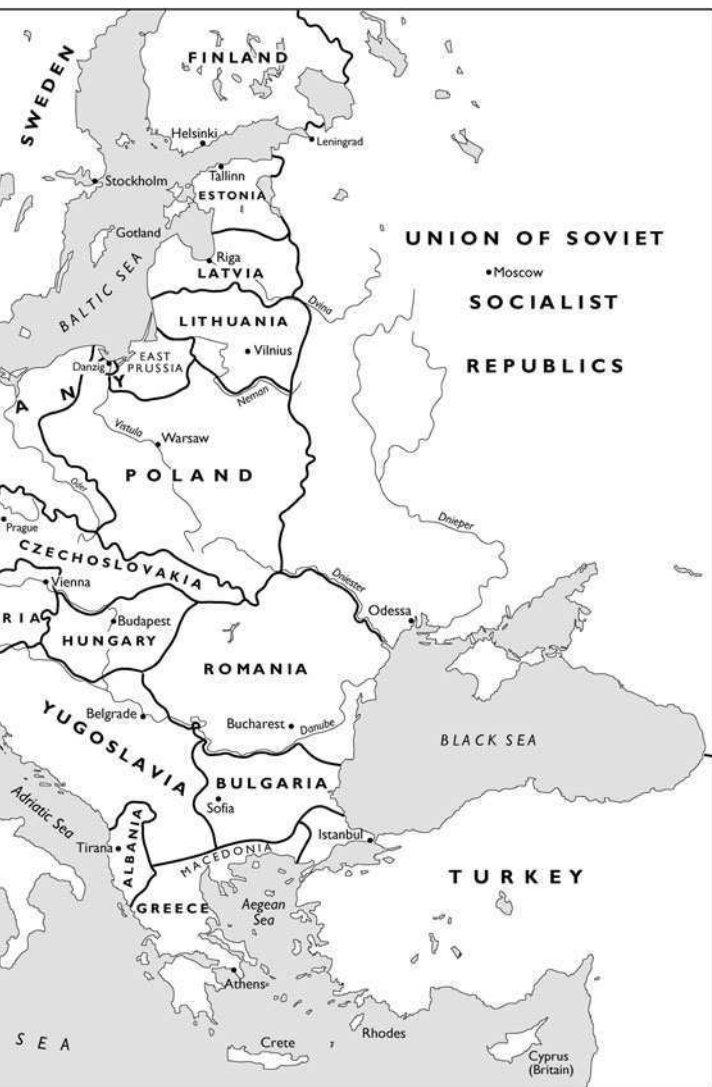 FINLAND
SWEDEN
Helsinki
Leningrad
Tallinn
Stockholm
ESTONIA
Gotland
UNION OF SOVIET
Riga
Moscow
LATVIA
BALTIC SEA
SOCIALIST
Dvina
LITHUANIA
Vilnius
EAST
PRUSSIA
REPUBLICS
Danzig
A N Y
Neman
Vistula
Warsaw
POLAND
Oder
Prague
Dnieper
CZECHOSLOVAKIA
Vienna
Dniester
Odessa
RIA
Budapest
HUNGARY
ROMANIA
YUGOSLAVIA
Belgrade
Bucharest
Danube
BLACK SEA
BULGARIA
Adriatic Sea
Sofia
Istanbul
Tirana
ALBANIA
MACEDONIA
TURKEY
GREECE
Aegean
Sea
Athens
Rhodes
SEA
Crete
Cyprus
(Britain)